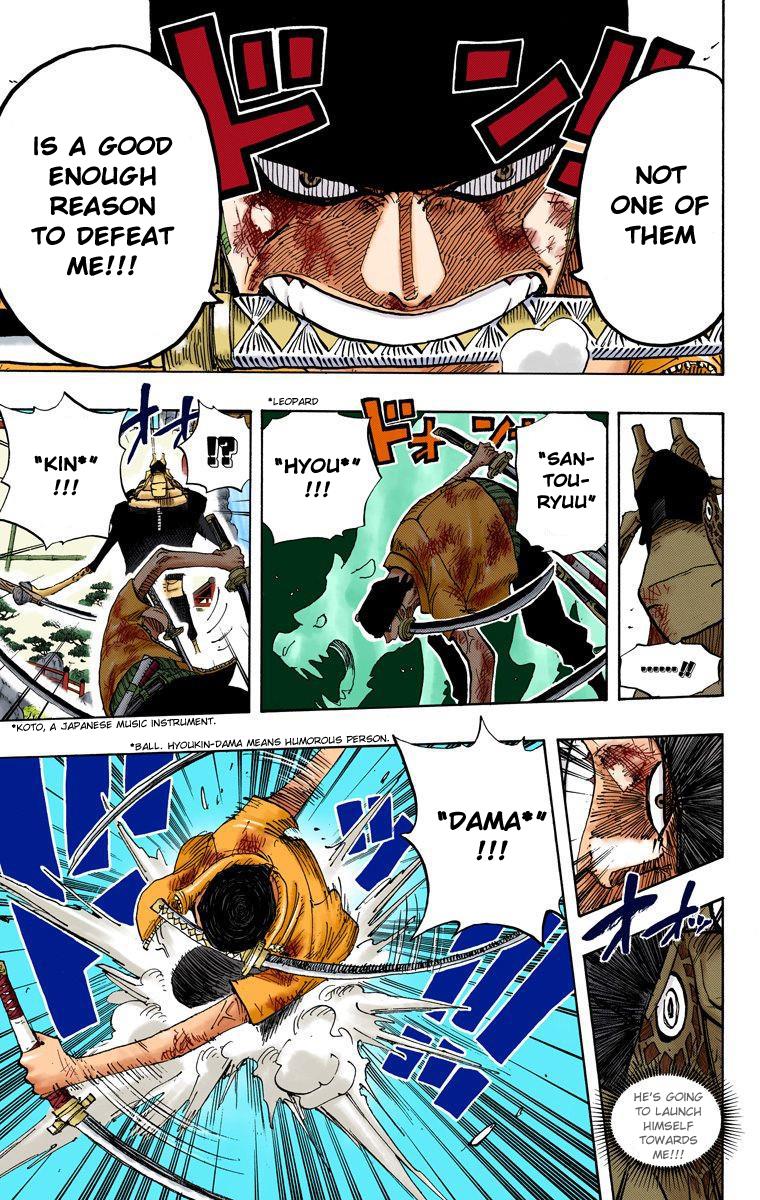 NOT
ONE OF
THEM
IS A GOOD
ENOUGH
REASON
TO DEFEAT
ME!!!
ドン!!
------!!
*LEOPARD
"SAN-
TOU-
RYUU"
"HYOU*"
!!!
ドォン
!?
"KIN*"
!!!
オオ
*KOTO, A JAPANESE MUSIC INSTRUMENT.
*BALL. HYOUKIN-DAMA MEANS HUMOROUS PERSON.
オオッ
HE'S GOING
TO LAUNCH
HIMSELF
TOWARDS
ME!!!
"DAMA*"
!!!